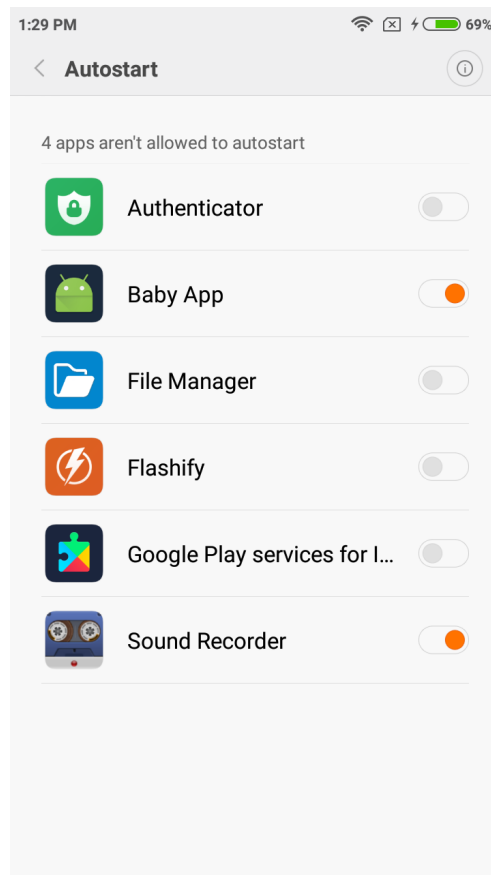 1:29 PM 69%
Autostart
4 apps aren't allowed to autostart
Authenticator
Baby App
File Manager
Flashify
Google Play services for I...
Sound Recorder